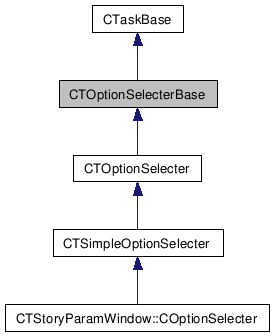 CTaskBase
CTOptionSelecterBase
CTOptionSelecter
CTSimpleOptionSelecter
CTStoryParamWindow::COptionSelecter